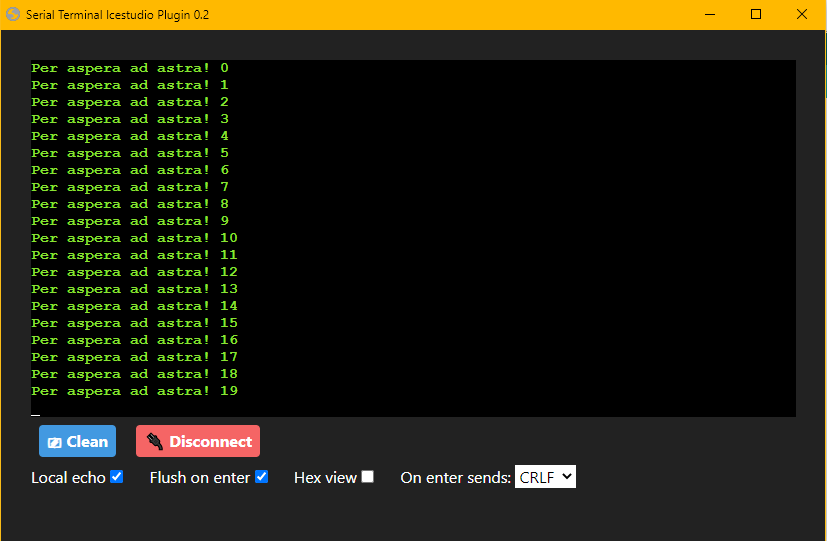 Serial Terminal Icestudio Plugin 0.2
Per aspera ad astra! 0
Per aspera ad astra! 1
Per aspera ad astra! 2
Per aspera ad astra! 3
Per aspera ad astra! 4
Per aspera ad astra! 5
Per aspera ad astra! 6
Per aspera ad astra! 7
Per aspera ad astra! 8
Per aspera ad astra! 9
Per aspera ad astra! 10
Per aspera ad astra! 11
Per aspera ad astra! 12
Per aspera ad astra! 13
Per aspera ad astra! 14
Per aspera ad astra! 15
Per aspera ad astra! 16
Per aspera ad astra! 17
Per aspera ad astra! 18
Per aspera ad astra! 19
Clean Disconnect
Local echo Flush on enter Hex view On enter sends: CRLF